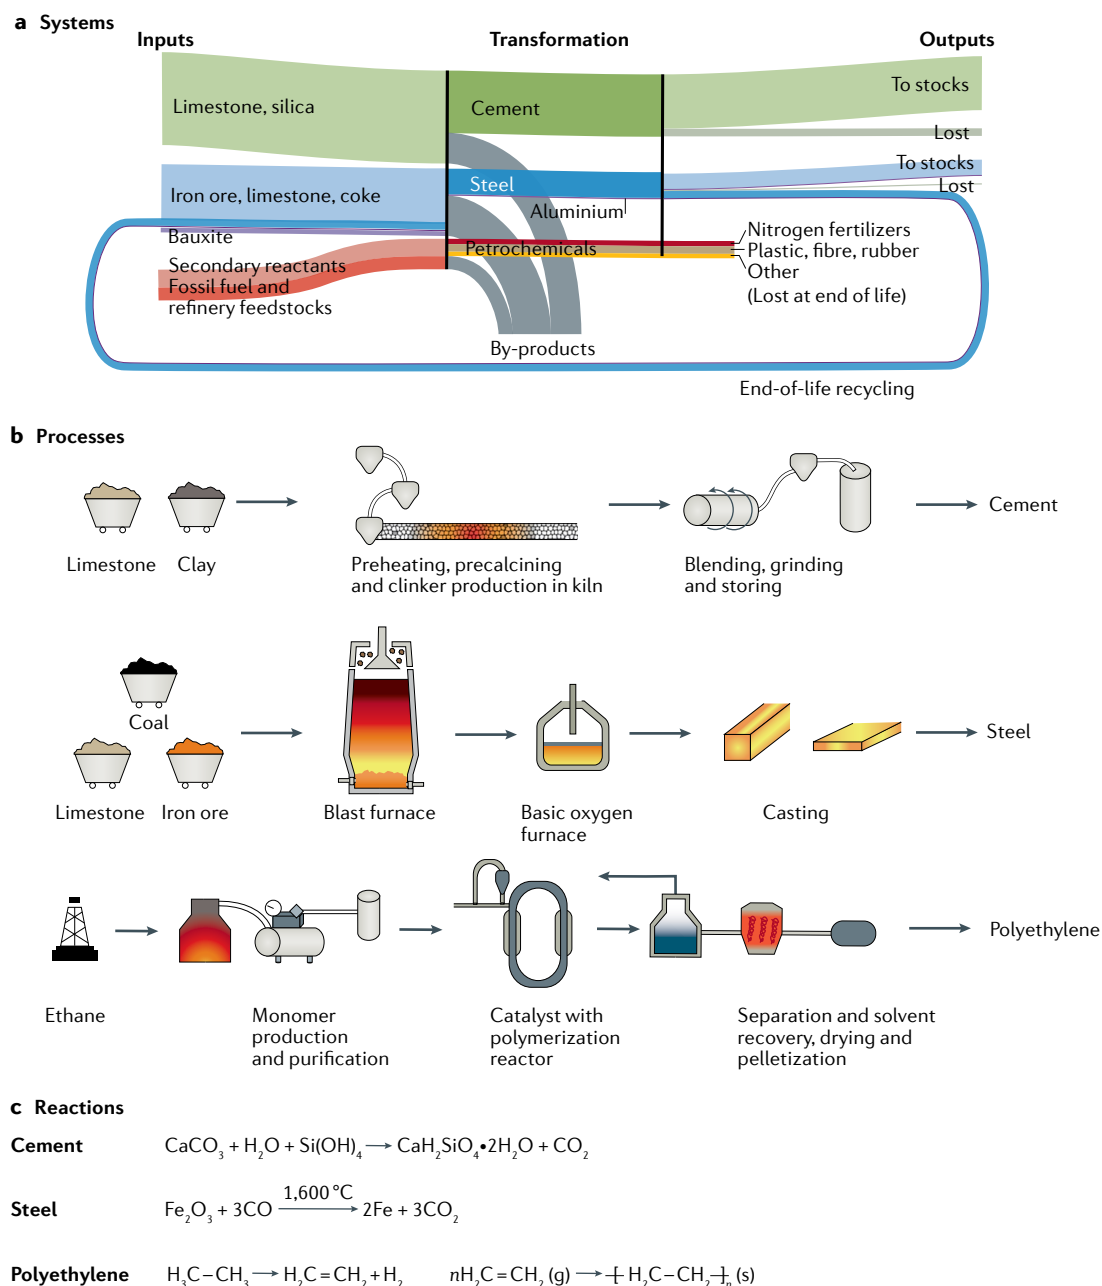 a Systems
Inputs
Transformation
Outputs
Limestone, silica
Cement
To stocks
Lost
Iron ore, limestone, coke
Steel
To stocks
Lost
Aluminium
Bauxite
Secondary reactants
Fossil fuel and
refinery feedstocks
Petrochemicals
Nitrogen fertilizers
Plastic, fibre, rubber
Other
(Lost at end of life)
By-products
End-of-life recycling
b Processes
Limestone
Clay
Preheating, precalcining
and clinker production in kiln
Blending, grinding
and storing
Cement
Coal
Limestone
Iron ore
Blast furnace
Basic oxygen
furnace
Casting
Steel
Ethane
Monomer
production
and purification
Catalyst with
polymerization
reactor
Separation and solvent
recovery, drying and
pelletization
Polyethylene
c Reactions
Cement CaCO₃ + H₂O + Si(OH)₄ → CaH₂SiO₄•2H₂O + CO₂
1,600 °C
Steel Fe₂O₃ + 3CO → 2Fe + 3CO₂
Polyethylene H₃C–CH₃ → H₂C=CH₂ + H₂ nH₂C=CH₂ (g) → –[H₂C–CH₂–]ₙ (s)